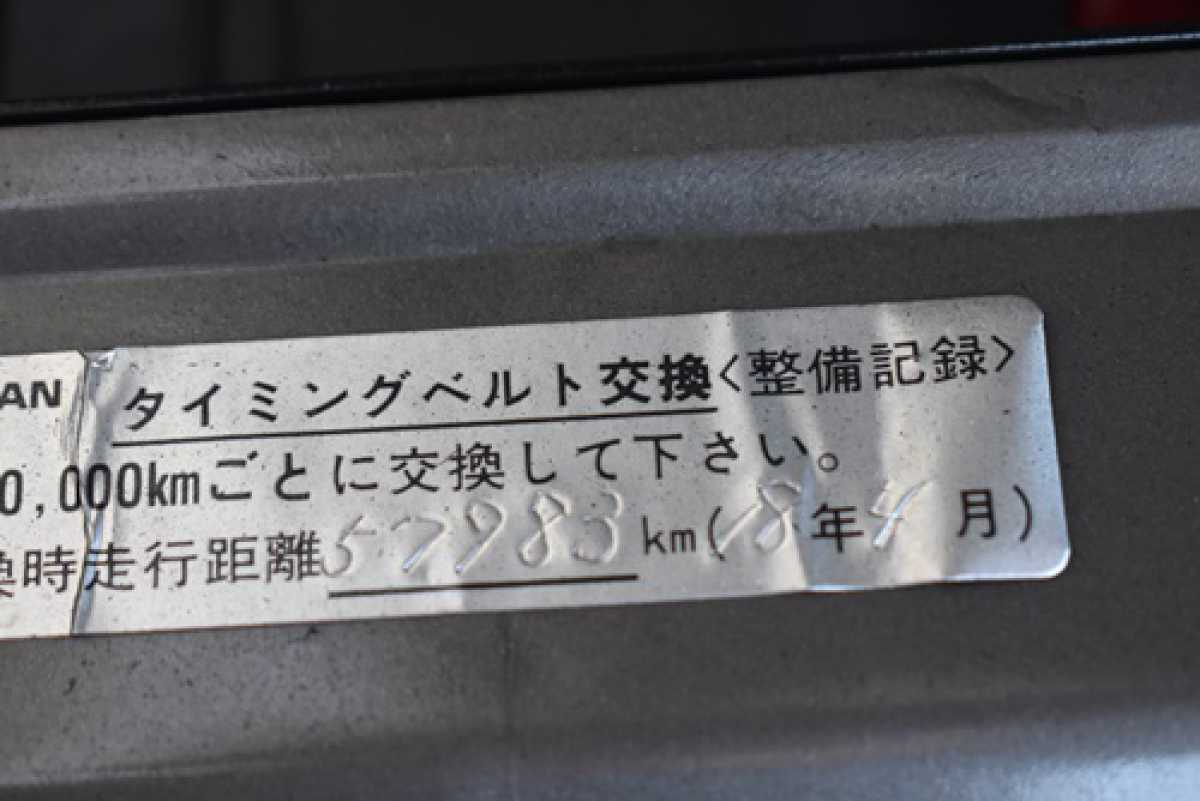 AN タイミングベルト交換<整備記録>
0,000kmごとに交換して下さい。
換時走行距離57983km(18年4月)